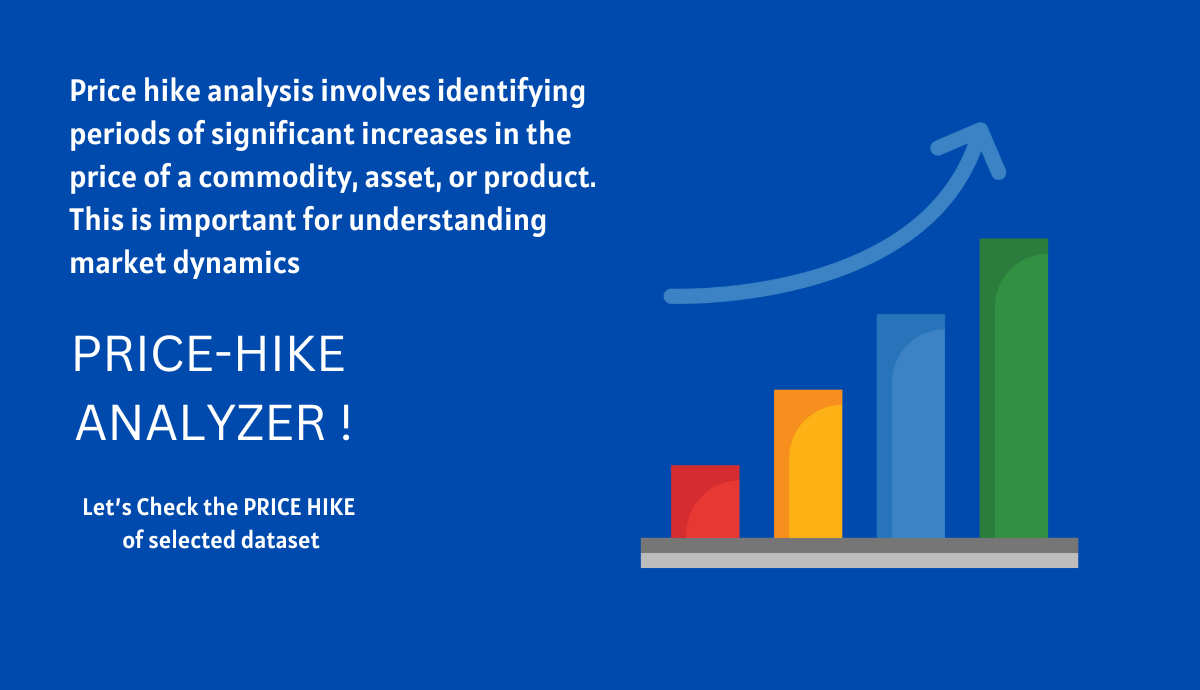 Price hike analysis involves identifying
periods of significant increases in the
price of a commodity, asset, or product.
This is important for understanding
market dynamics
PRICE-HIKE
ANALYZER !
Let's Check the PRICE HIKE
of selected dataset